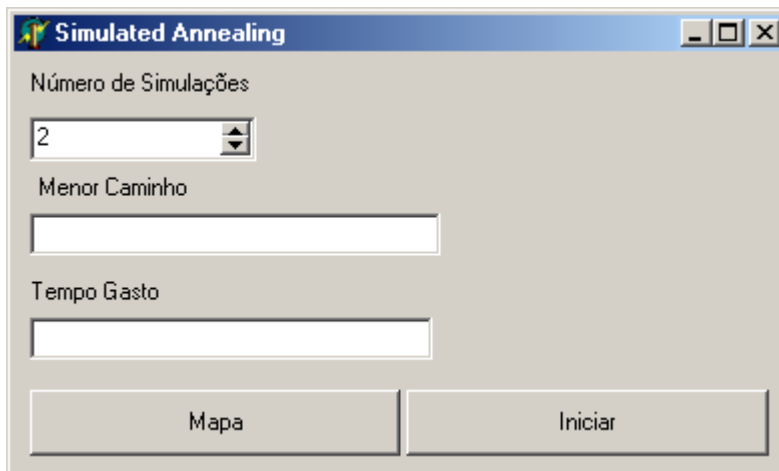 Simulated Annealing
Número de Simulações
2
Menor Caminho
Tempo Gasto
Mapa Iniciar